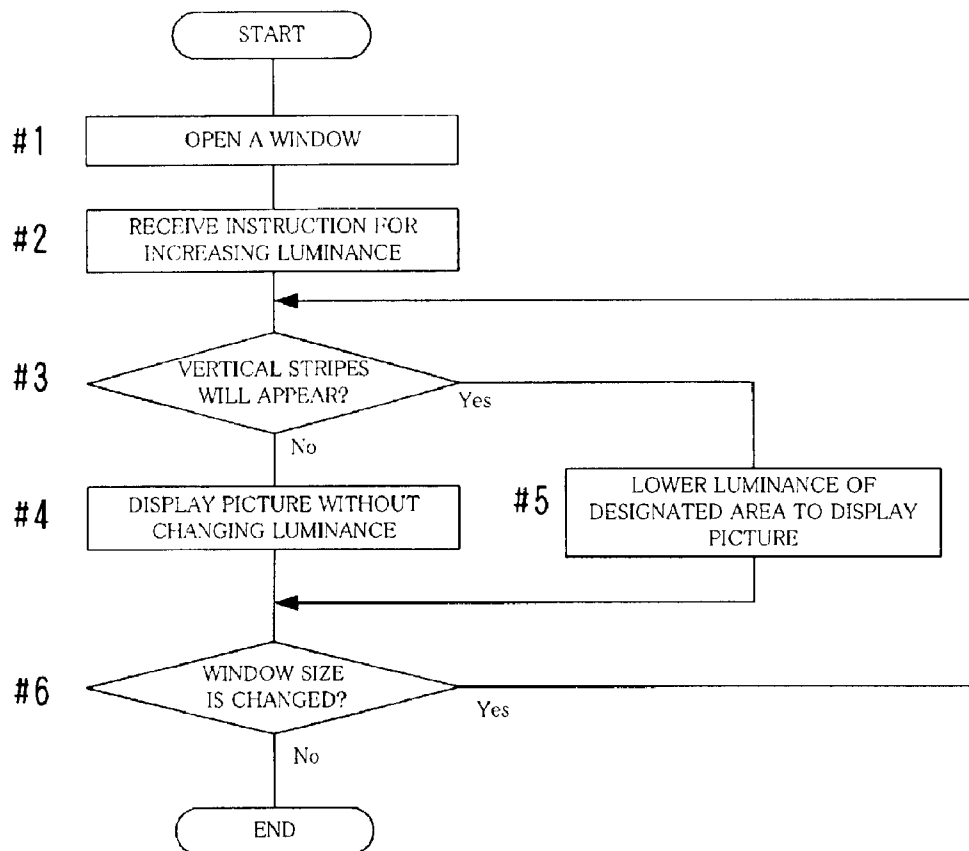 START
#1
OPEN A WINDOW
#2
RECEIVE INSTRUCTION FOR
INCREASING LUMINANCE
#3
VERTICAL STRIPES
WILL APPEAR?
Yes
No
#4
DISPLAY PICTURE WITHOUT
CHANGING LUMINANCE
#5
LOWER LUMINANCE OF
DESIGNATED AREA TO DISPLAY
PICTURE
#6
WINDOW SIZE
IS CHANGED?
Yes
No
END